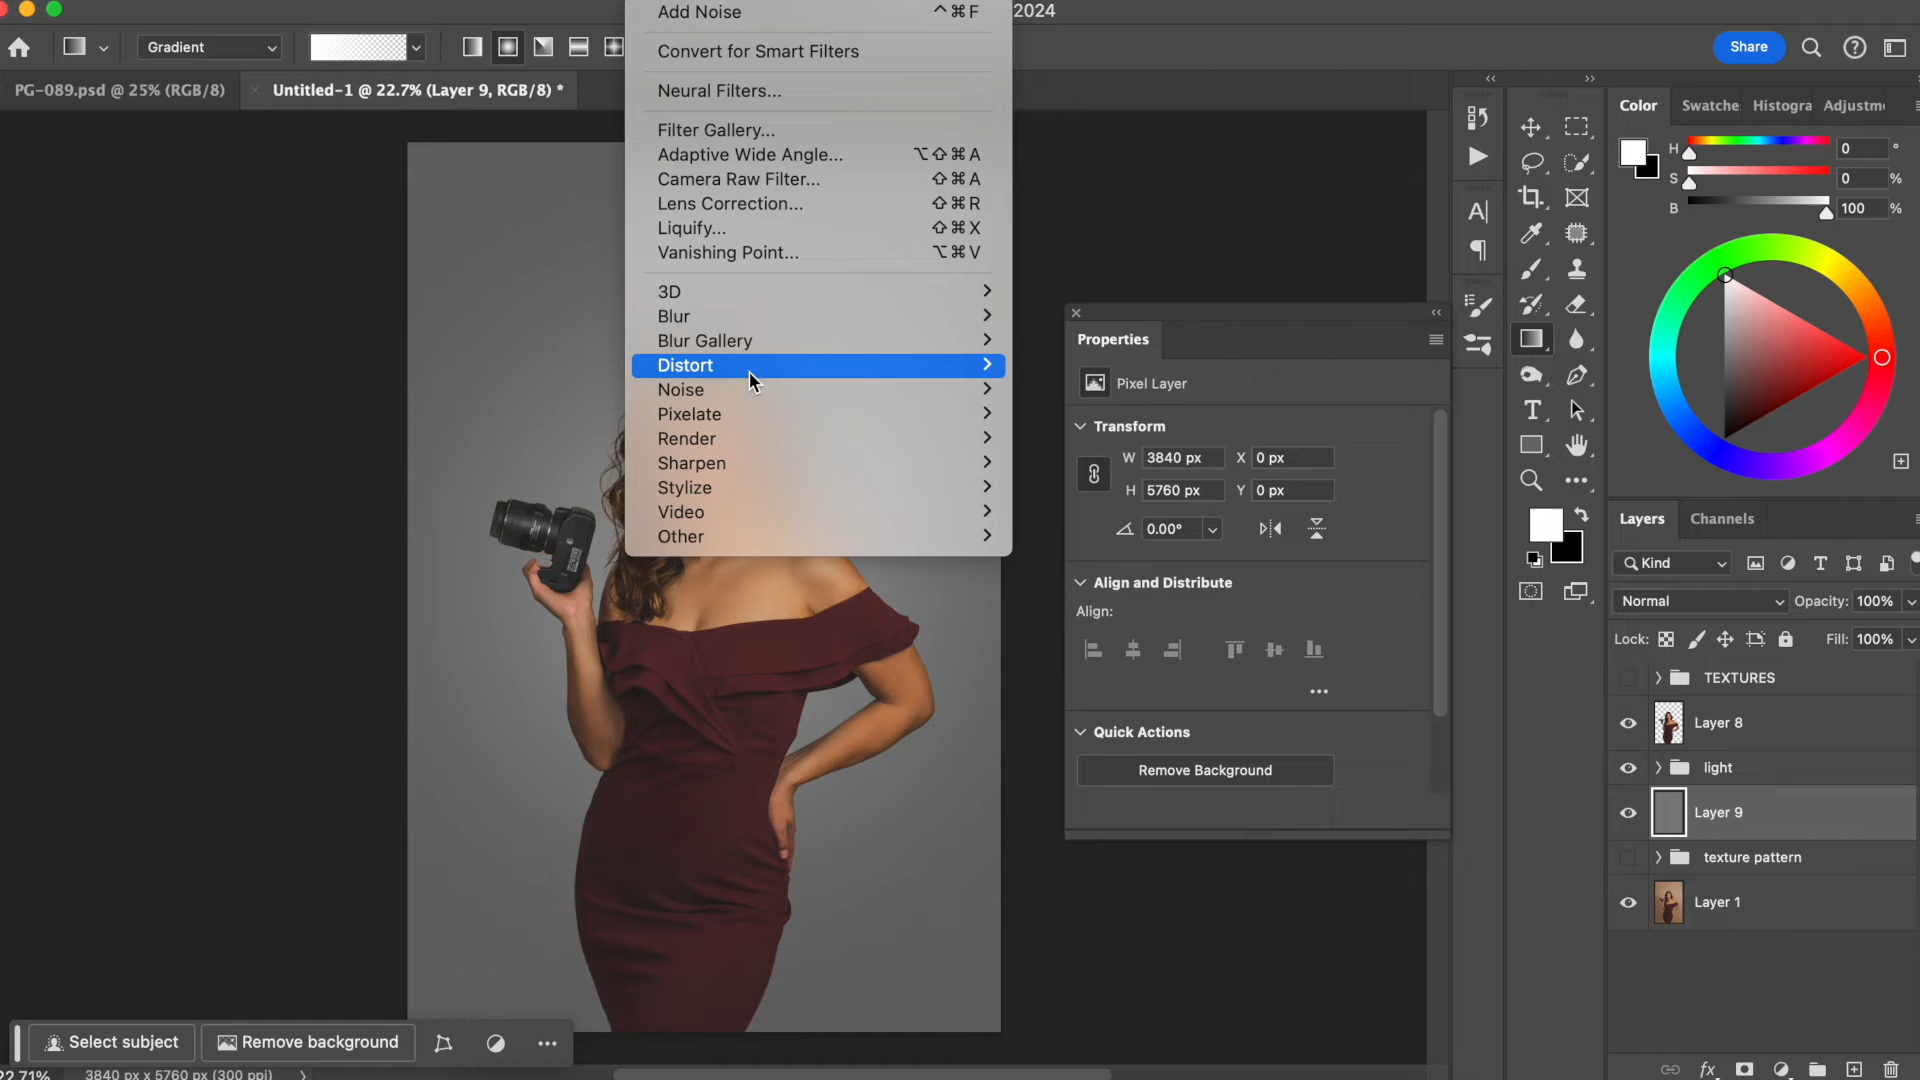 Add Noise ⌃⌘F
2024
Gradient
Share
PG-089.psd @ 25% (RGB/8)
Untitled-1 @ 22.7% (Layer 9, RGB/8) *
Convert for Smart Filters
Neural Filters...
Filter Gallery...
Adaptive Wide Angle... ⌥⇧⌘A
Camera Raw Filter... ⇧⌘A
Lens Correction... ⇧⌘R
Liquify... ⇧⌘X
Vanishing Point... ⌥⌘V
3D
Blur
Blur Gallery
Distort
Noise
Pixelate
Render
Sharpen
Stylize
Video
Other
Properties
Pixel Layer
Transform
W 3840 px X 0 px
H 5760 px Y 0 px
0.00°
Align and Distribute
Align:
Quick Actions
Remove Background
Color Swatche Histogra Adjustm
H 0 °
S 0 %
B 100 %
Layers Channels
Kind
Normal Opacity: 100%
Lock: Fill: 100%
TEXTURES
Layer 8
light
Layer 9
texture pattern
Layer 1
fx
Select subject Remove background
22.71% 3840 px x 5760 px (300 ppi)